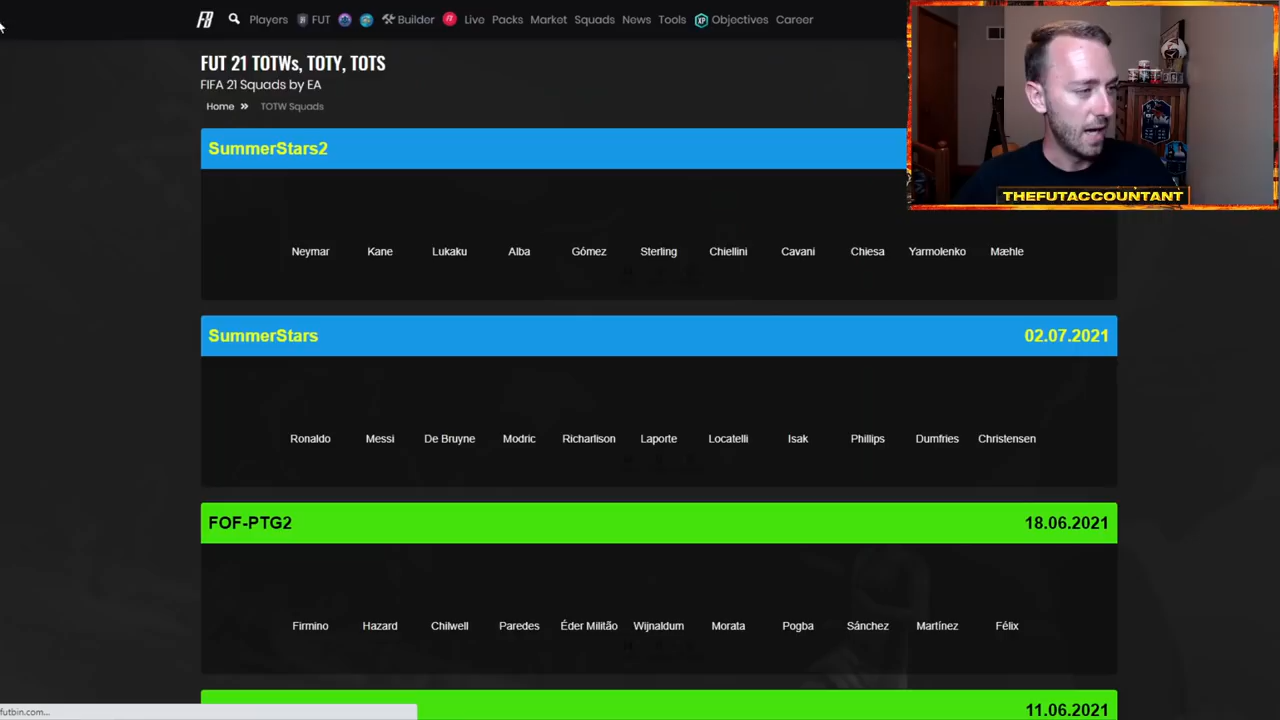 Players FUT Builder Live Packs Market Squads News Tools XP Objectives Career
FUT 21 TOTWs, TOTY, TOTS
FIFA 21 Squads by EA
Home » TOTW Squads
SummerStars2
Neymar Kane Lukaku Alba Gómez Sterling Chiellini Cavani Chiesa Yarmolenko Mæhle
SummerStars 02.07.2021
Ronaldo Messi De Bruyne Modric Richarlison Laporte Locatelli Isak Phillips Dumfries Christensen
FOF-PTG2 18.06.2021
Firmino Hazard Chilwell Paredes Éder Militão Wijnaldum Morata Pogba Sánchez Martínez Félix
11.06.2021
futbin.com...
THEFUTACCOUNTANT